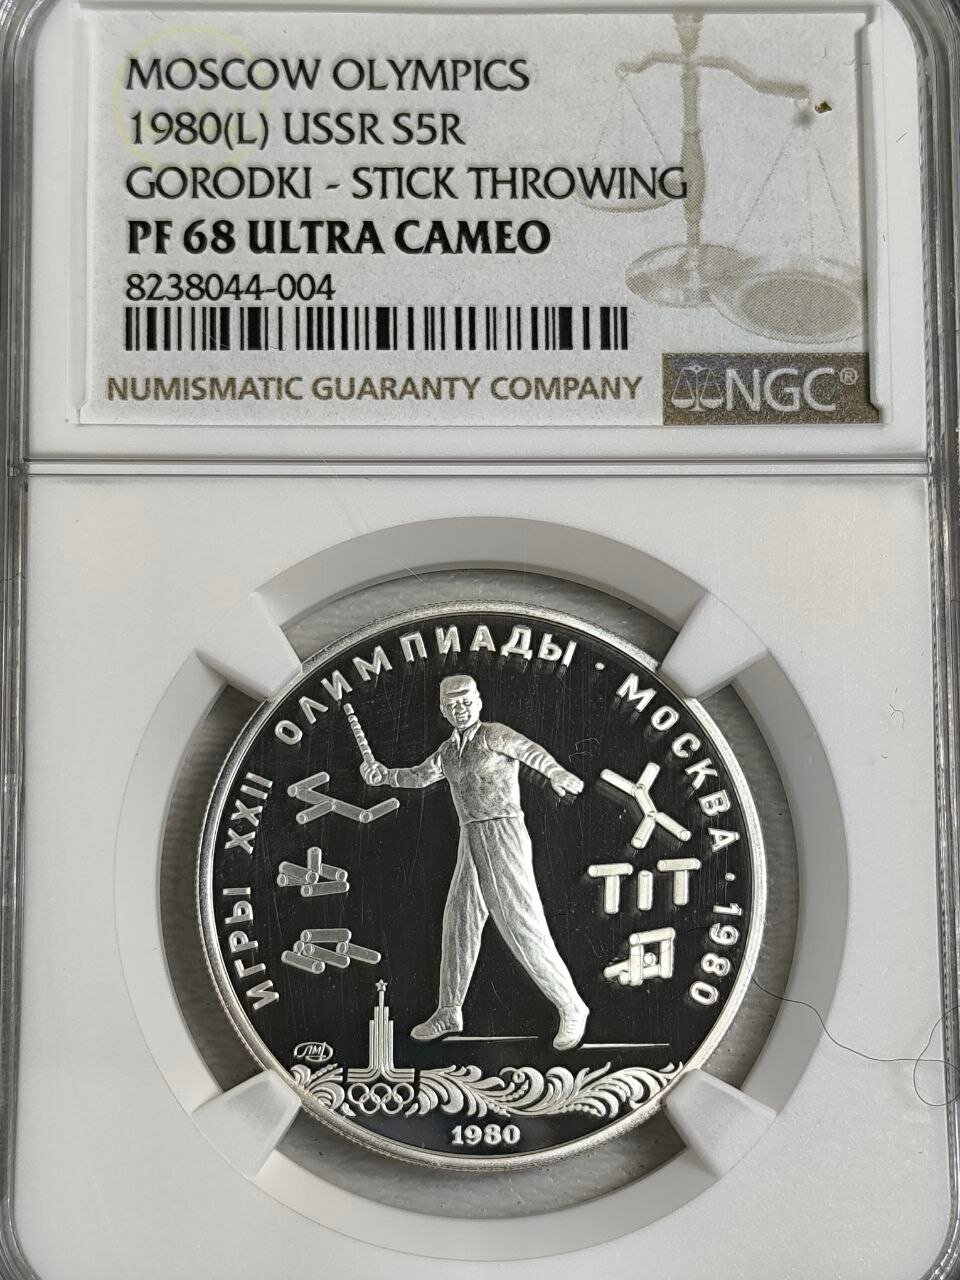 MOSCOW OLYMPICS
1980(L) USSR S5R
GORODKI - STICK THROWING
PF 68 ULTRA CAMEO
8238044-004
NUMISMATIC GUARANTY COMPANY
NGC®
ИГРЫ XXII ОЛИМПИАДЫ · МОСКВА · 1980
ЛМД
1980